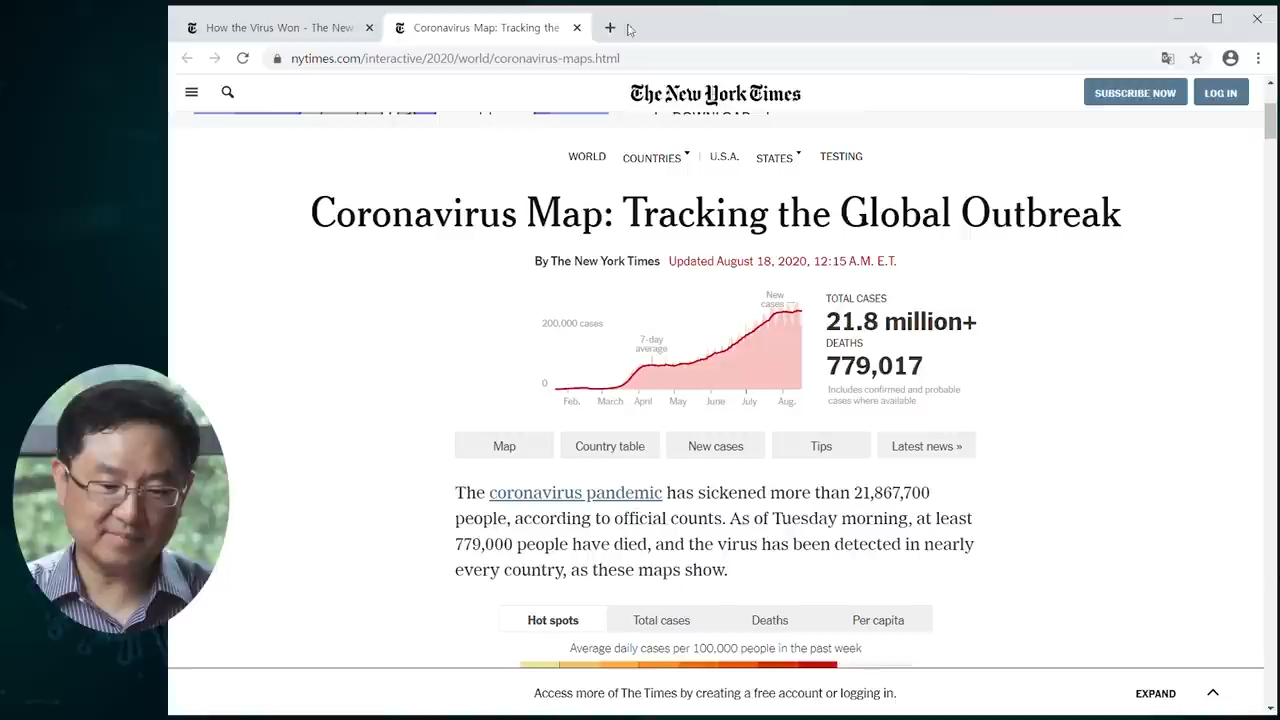 How the Virus Won - The New
Coronavirus Map: Tracking the
nytimes.com/interactive/2020/world/coronavirus-maps.html
The New York Times
SUBSCRIBE NOW
LOG IN
WORLD COUNTRIES U.S.A. STATES TESTING
Coronavirus Map: Tracking the Global Outbreak
By The New York Times Updated August 18, 2020, 12:15 A.M. E.T.
New
cases
200,000 cases
7-day
average
0
Feb. March April May June July Aug.
TOTAL CASES
21.8 million+
DEATHS
779,017
Includes confirmed and probable
cases where available
Map Country table New cases Tips Latest news »
The coronavirus pandemic has sickened more than 21,867,700
people, according to official counts. As of Tuesday morning, at least
779,000 people have died, and the virus has been detected in nearly
every country, as these maps show.
Hot spots Total cases Deaths Per capita
Average daily cases per 100,000 people in the past week
Access more of The Times by creating a free account or logging in.
EXPAND